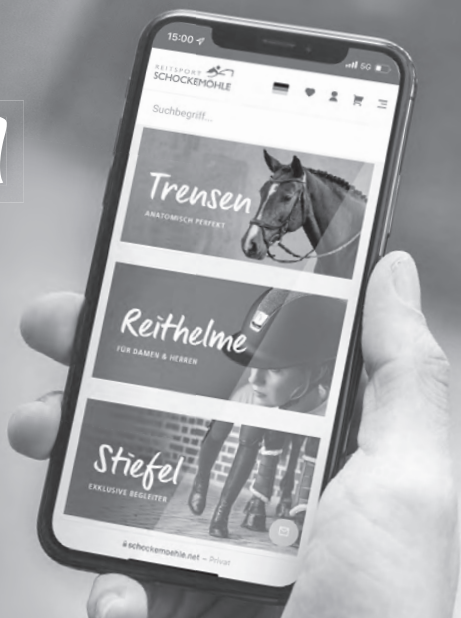 15:00
5G
REITSPORT
SCHOCKEMÖHLE
Suchbegriff...
Trensen
ANATOMISCH PERFEKT
Reithelme
FÜR DAMEN & HERREN
Stiefel
EXKLUSIVE BEGLEITER
schockemoehle.net – Privat